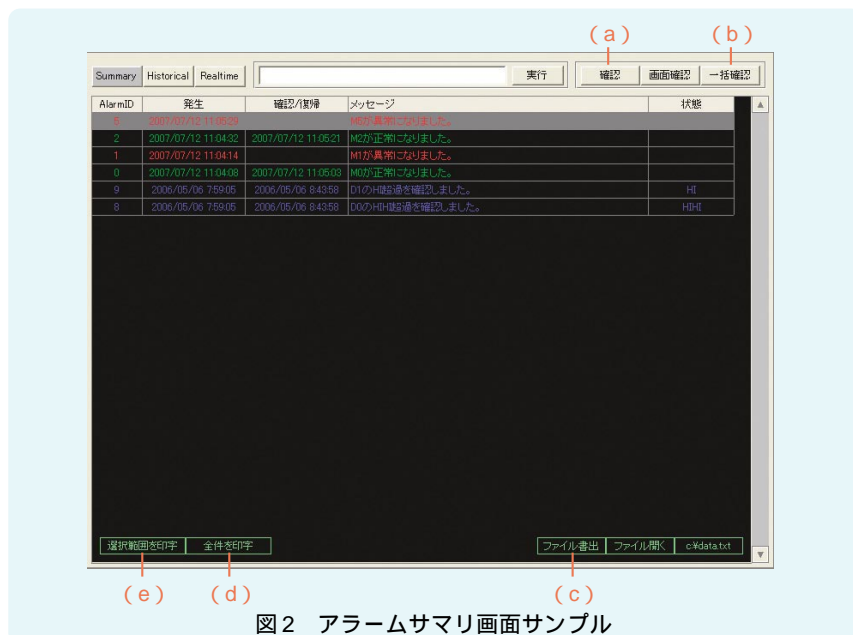 (a) (b)
Summary Historical Realtime 実行 確認 画面確認 一括確認
AlarmID 発生 確認/復帰 メッセージ 状態
5 2007/07/12 11:05:29 M5が異常になりました。
2 2007/07/12 11:04:32 2007/07/12 11:05:21 M2が正常になりました。
1 2007/07/12 11:04:14 M1が異常になりました。
0 2007/07/12 11:04:08 2007/07/12 11:05:03 M0が正常になりました。
9 2006/05/06 7:59:05 2006/05/06 8:43:58 D1のHI超過を確認しました。 HI
8 2006/05/06 7:59:05 2006/05/06 8:43:58 D0のHIHI超過を確認しました。 HIHI
選択範囲を印字 全件を印字 ファイル書出 ファイル開く c:¥data.txt
(e) (d) (c)
図2 アラームサマリ画面サンプル